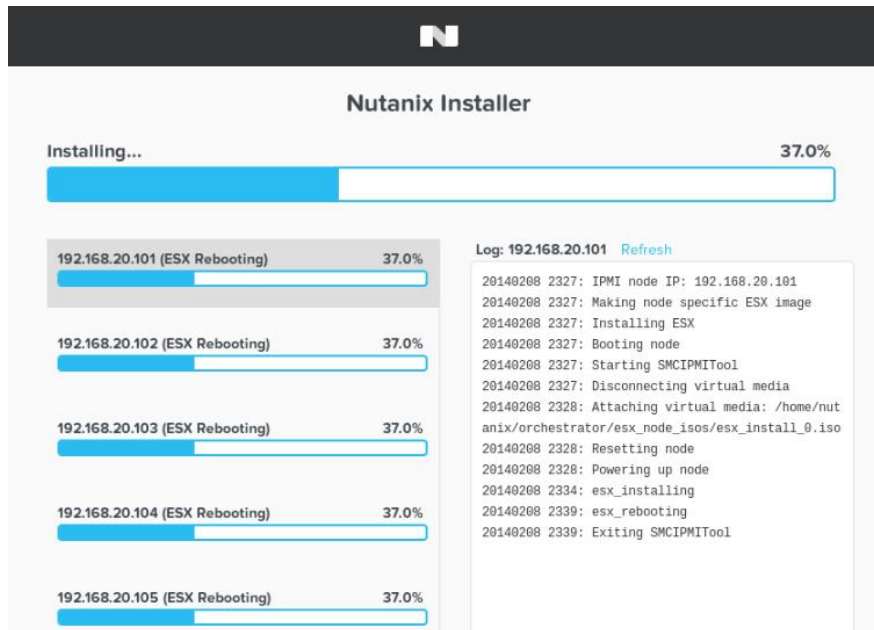 Nutanix Installer
Installing... 37.0%
192.168.20.101 (ESX Rebooting) 37.0%
192.168.20.102 (ESX Rebooting) 37.0%
192.168.20.103 (ESX Rebooting) 37.0%
192.168.20.104 (ESX Rebooting) 37.0%
192.168.20.105 (ESX Rebooting) 37.0%
Log: 192.168.20.101 Refresh
20140208 2327: IPMI node IP: 192.168.20.101
20140208 2327: Making node specific ESX image
20140208 2327: Installing ESX
20140208 2327: Booting node
20140208 2327: Starting SMCIPMITool
20140208 2327: Disconnecting virtual media
20140208 2328: Attaching virtual media: /home/nut
anix/orchestrator/esx_node_isos/esx_install_0.iso
20140208 2328: Resetting node
20140208 2328: Powering up node
20140208 2334: esx_installing
20140208 2339: esx_rebooting
20140208 2339: Exiting SMCIPMITool